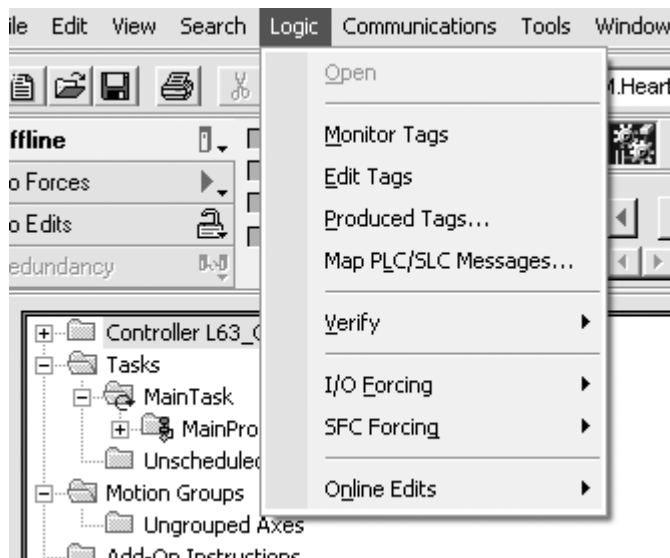 ile Edit View Search Logic Communications Tools Window
Open
1.Heart
Monitor Tags
ffline
Edit Tags
o Forces
Produced Tags...
o Edits
Map PLC/SLC Messages...
edundancy
Verify
Controller L63_C
Tasks
I/O Forcing
MainTask
SFC Forcing
MainPro
Unscheduled
Online Edits
Motion Groups
Ungrouped Axes
Add-On Instructions